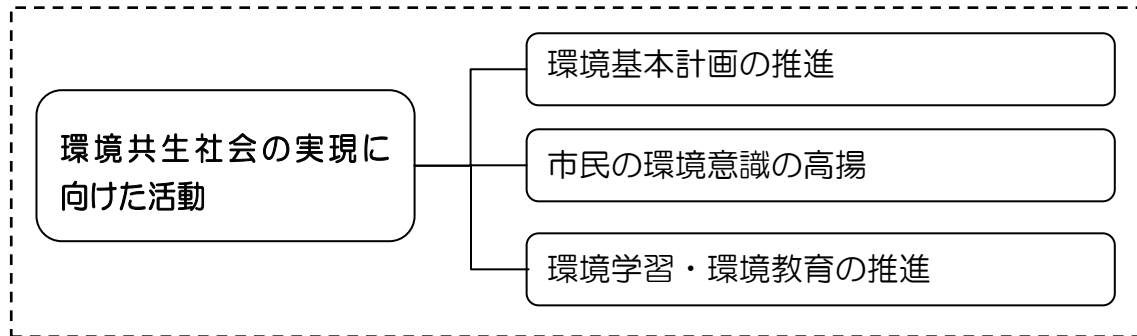 環境共生社会の実現に
向けた活動
環境基本計画の推進
市民の環境意識の高揚
環境学習・環境教育の推進